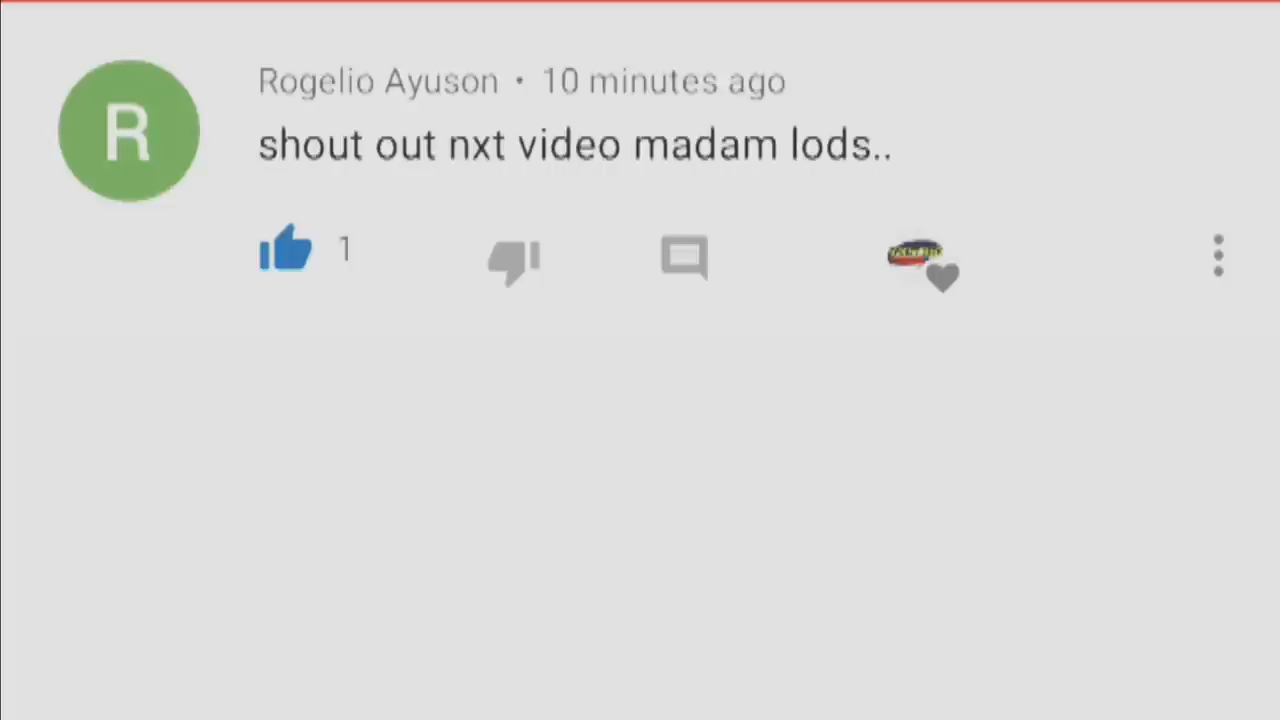 R
Rogelio Ayuson • 10 minutes ago
shout out nxt video madam lods..
1